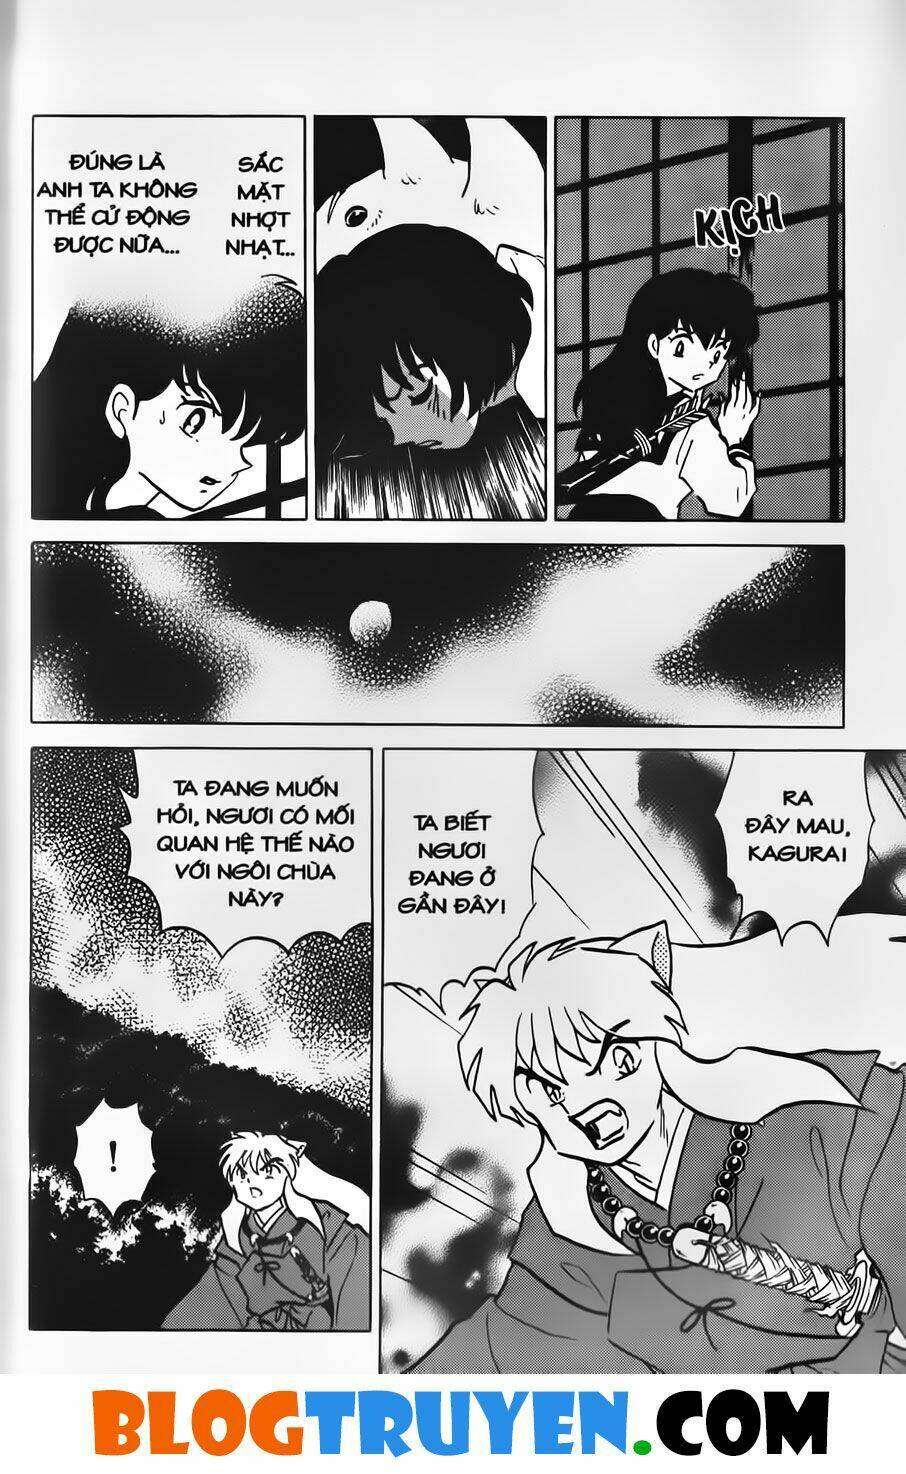 KỊCH
SẮC
MẶT
NHỢT
NHẠT...
ĐÚNG LÀ
ANH TA KHÔNG
THỂ CỬ ĐỘNG
ĐƯỢC NỮA...
RA
ĐÂY MAU,
KAGURA!
TA BIẾT
NGƯƠI
ĐANG Ở
GẦN ĐÂY!
TA ĐANG MUỐN
HỎI, NGƯƠI CÓ MỐI
QUAN HỆ THẾ NÀO
VỚI NGÔI CHÙA
NÀY?
!
BLOGTRUYEN.COM